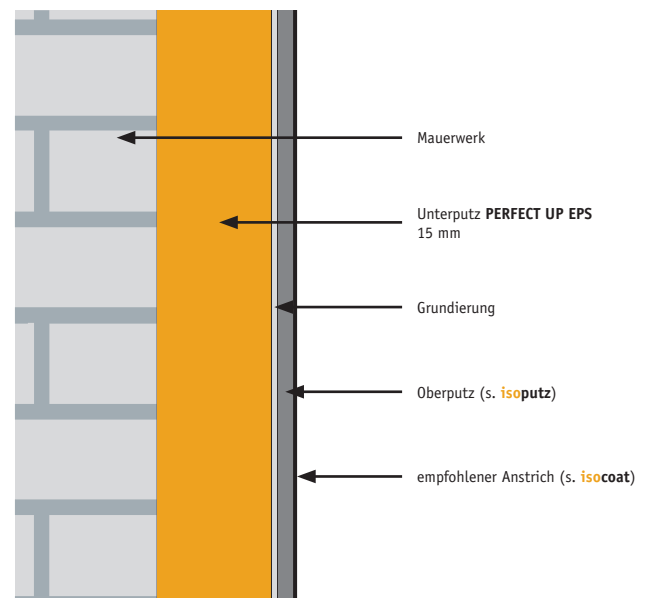 Mauerwerk
Unterputz PERFECT UP EPS
15 mm
Grundierung
Oberputz (s. isoputz)
empfohlener Anstrich (s. isocoat)